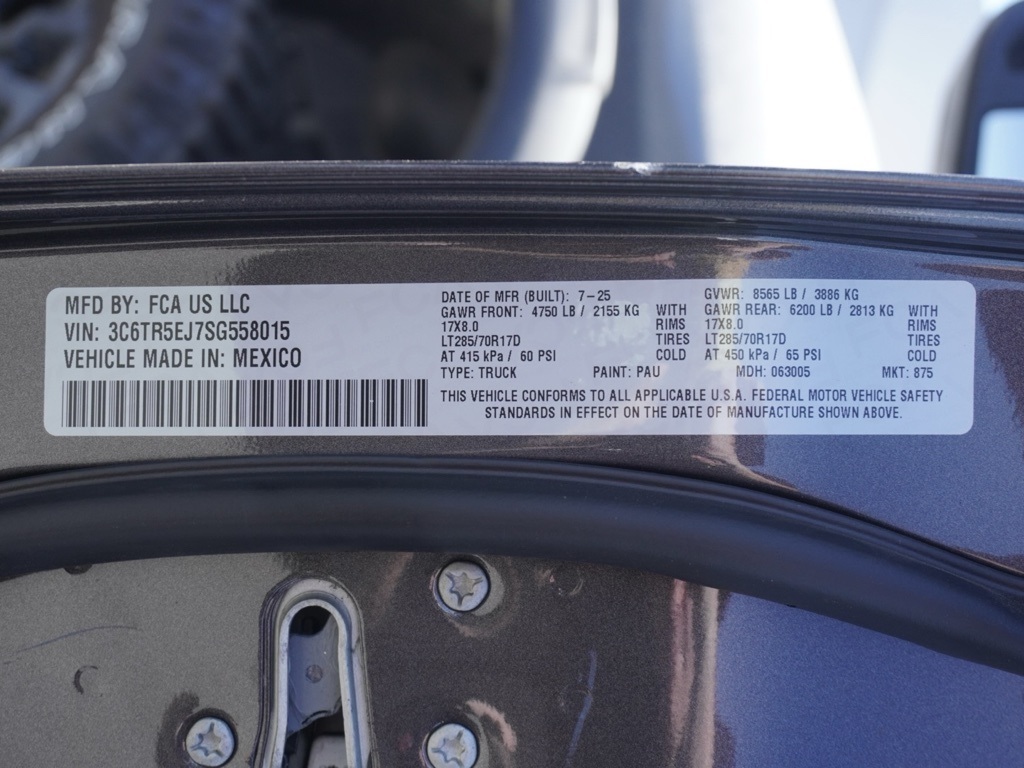 MFD BY: FCA US LLC
VIN: 3C6TR5EJ7SG558015
VEHICLE MADE IN: MEXICO
DATE OF MFR (BUILT): 7-25
GAWR FRONT: 4750 LB / 2155 KG WITH
17X8.0 RIMS
LT285/70R17D TIRES
AT 415 kPa / 60 PSI COLD
TYPE: TRUCK PAINT: PAU
GVWR: 8565 LB / 3886 KG
GAWR REAR: 6200 LB / 2813 KG WITH
17X8.0 RIMS
LT285/70R17D TIRES
AT 450 kPa / 65 PSI COLD
MDH: 063005 MKT: 875
THIS VEHICLE CONFORMS TO ALL APPLICABLE U.S.A. FEDERAL MOTOR VEHICLE SAFETY
STANDARDS IN EFFECT ON THE DATE OF MANUFACTURE SHOWN ABOVE.